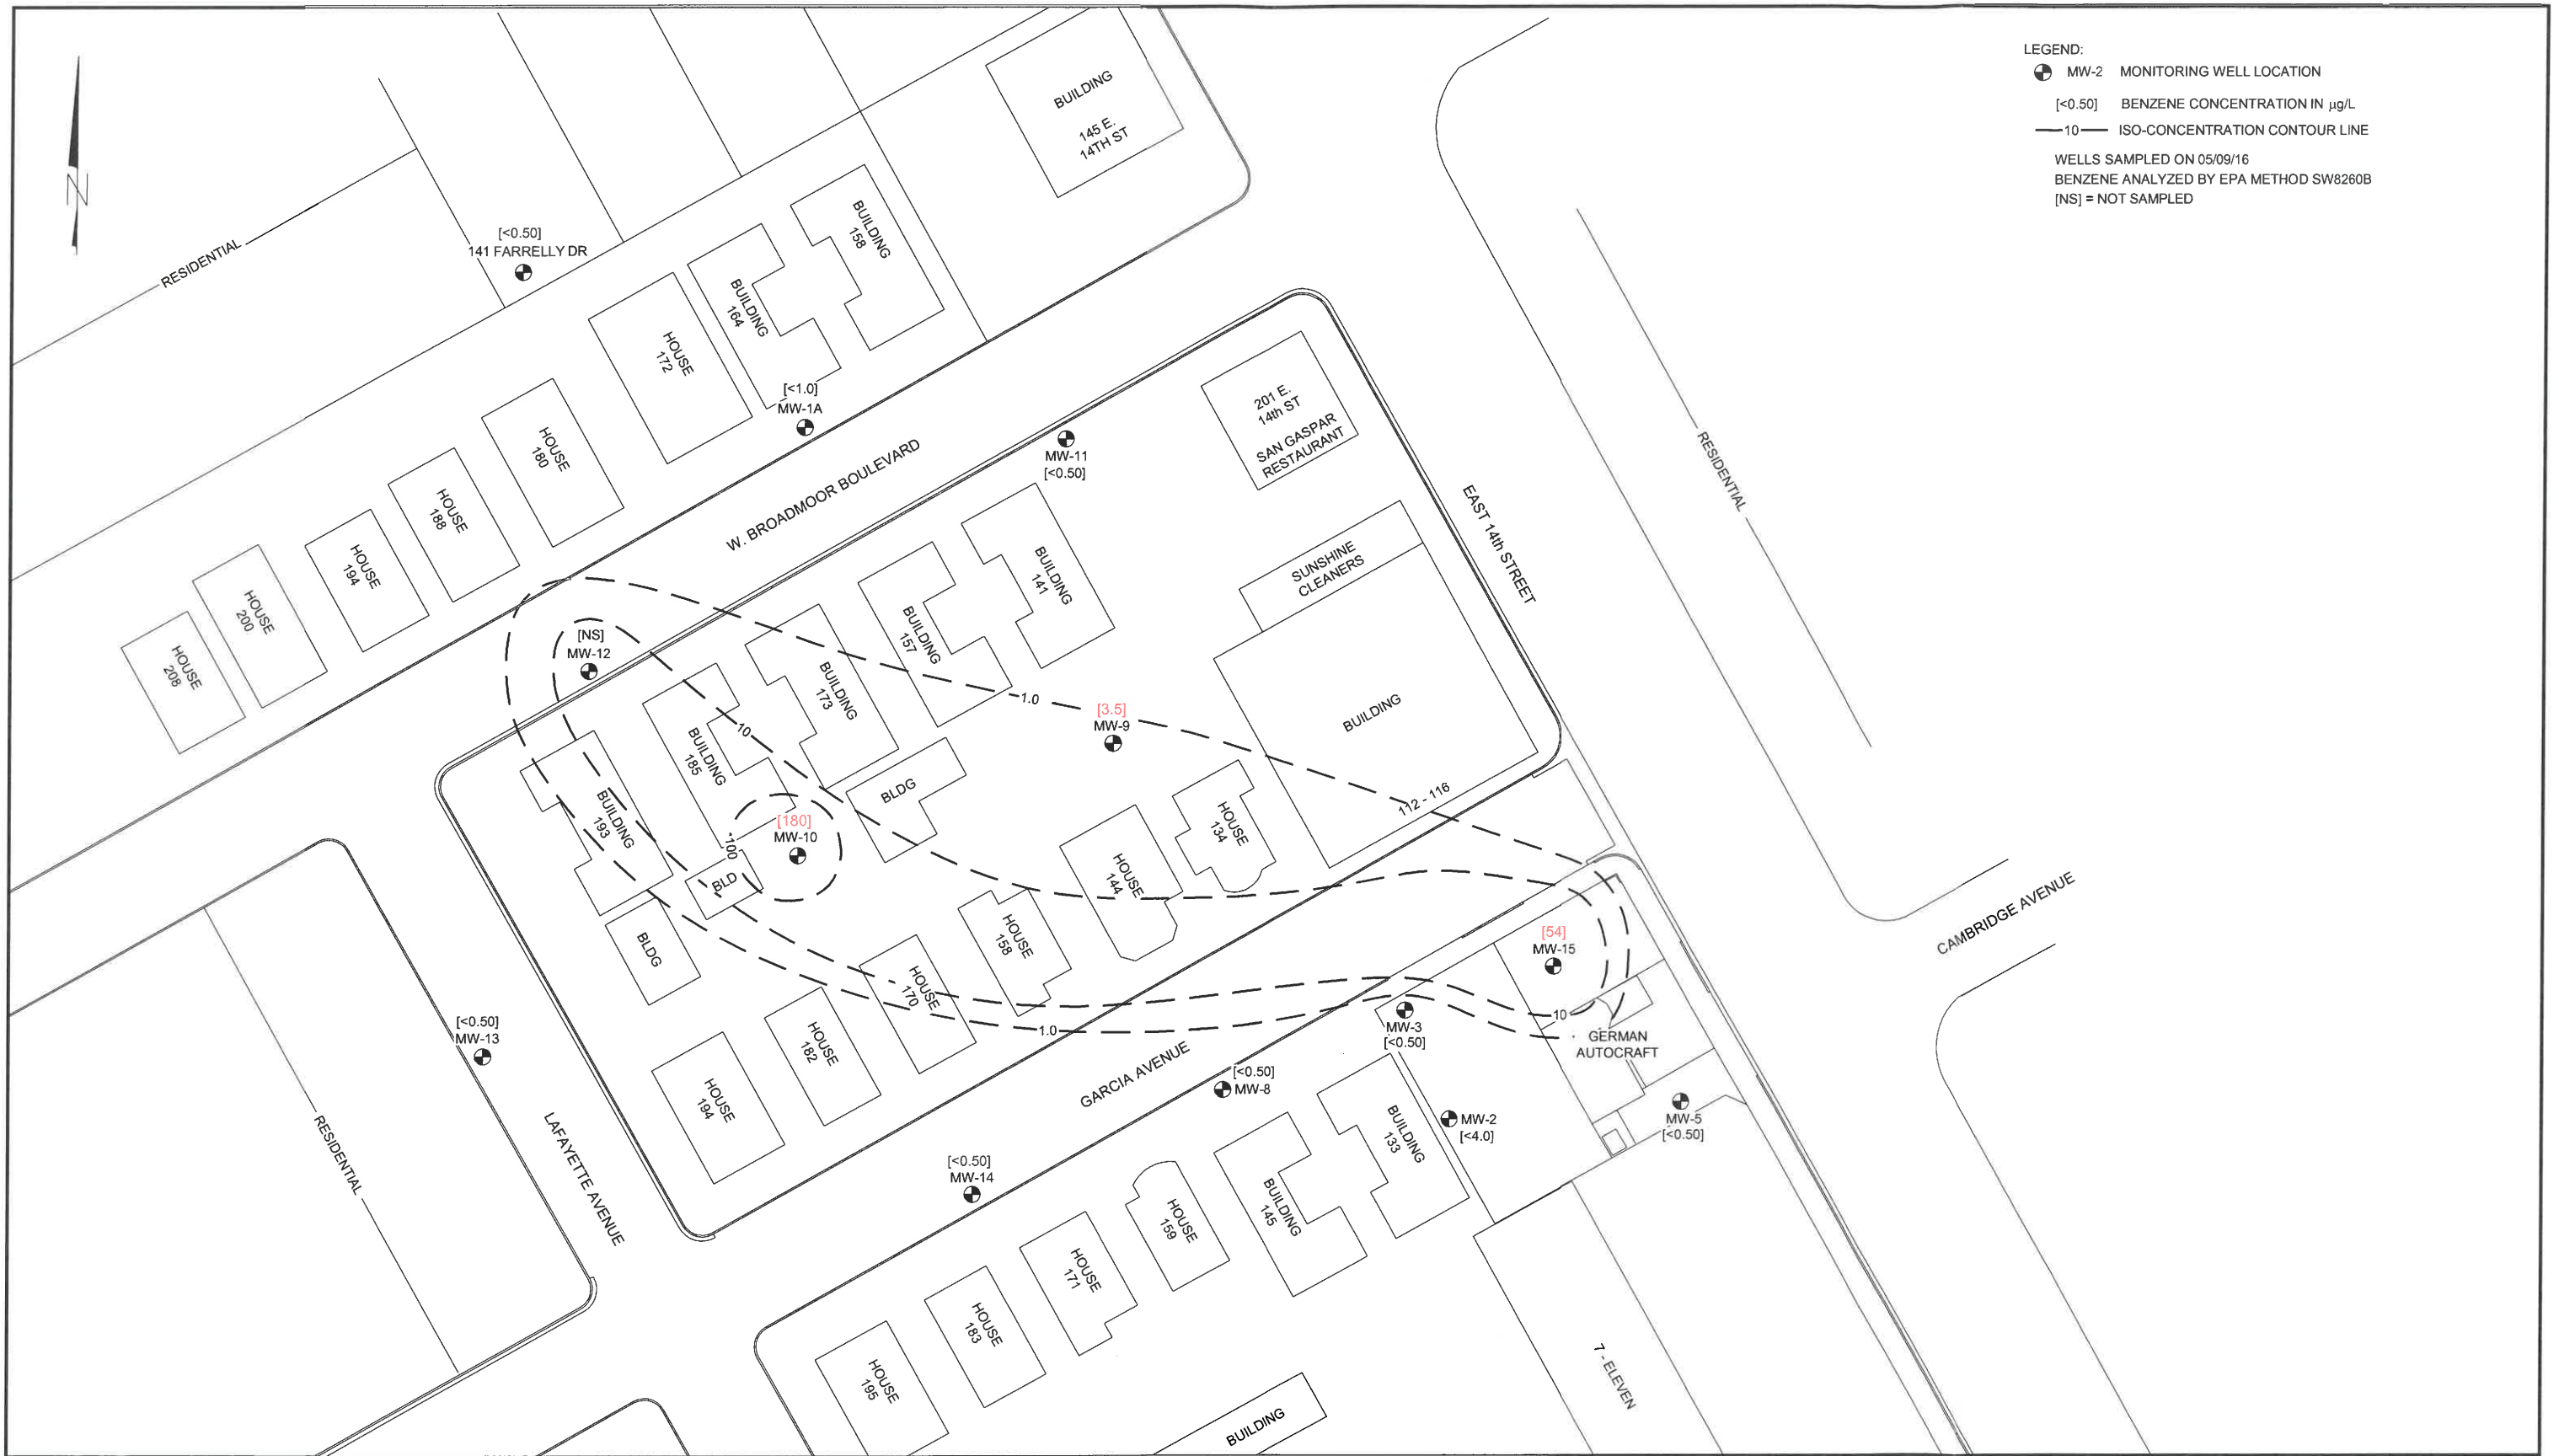 LEGEND:
MW-2 MONITORING WELL LOCATION
[<0.50] BENZENE CONCENTRATION IN µg/L
10 ISO-CONCENTRATION CONTOUR LINE
WELLS SAMPLED ON 05/09/16
BENZENE ANALYZED BY EPA METHOD SW8260B
[NS] = NOT SAMPLED
N
BUILDING
145 E.
14TH ST
RESIDENTIAL
[<0.50]
141 FARRELLY DR
BUILDING
158
BUILDING
164
HOUSE
172
HOUSE
180
HOUSE
188
HOUSE
194
HOUSE
200
HOUSE
208
[<1.0]
MW-1A
MW-11
[<0.50]
W. BROADMOOR BOULEVARD
201 E.
14th ST
SAN GASPAR
RESTAURANT
EAST 14th STREET
RESIDENTIAL
SUNSHINE
CLEANERS
BUILDING
112 - 116
BUILDING
141
BUILDING
157
BUILDING
173
BUILDING
185
BUILDING
193
[NS]
MW-12
1.0
10
[3.5]
MW-9
BLDG
[180]
MW-10
100
BLD
BLDG
HOUSE
134
HOUSE
144
HOUSE
158
HOUSE
170
HOUSE
182
HOUSE
194
1.0
[54]
MW-15
10
GERMAN
AUTOCRAFT
CAMBRIDGE AVENUE
MW-3
[<0.50]
GARCIA AVENUE
[<0.50]
MW-8
MW-2
[<4.0]
MW-5
[<0.50]
[<0.50]
MW-13
RESIDENTIAL
LAFAYETTE AVENUE
[<0.50]
MW-14
BUILDING
133
BUILDING
145
HOUSE
159
HOUSE
171
HOUSE
183
HOUSE
195
7 - ELEVEN
BUILDING